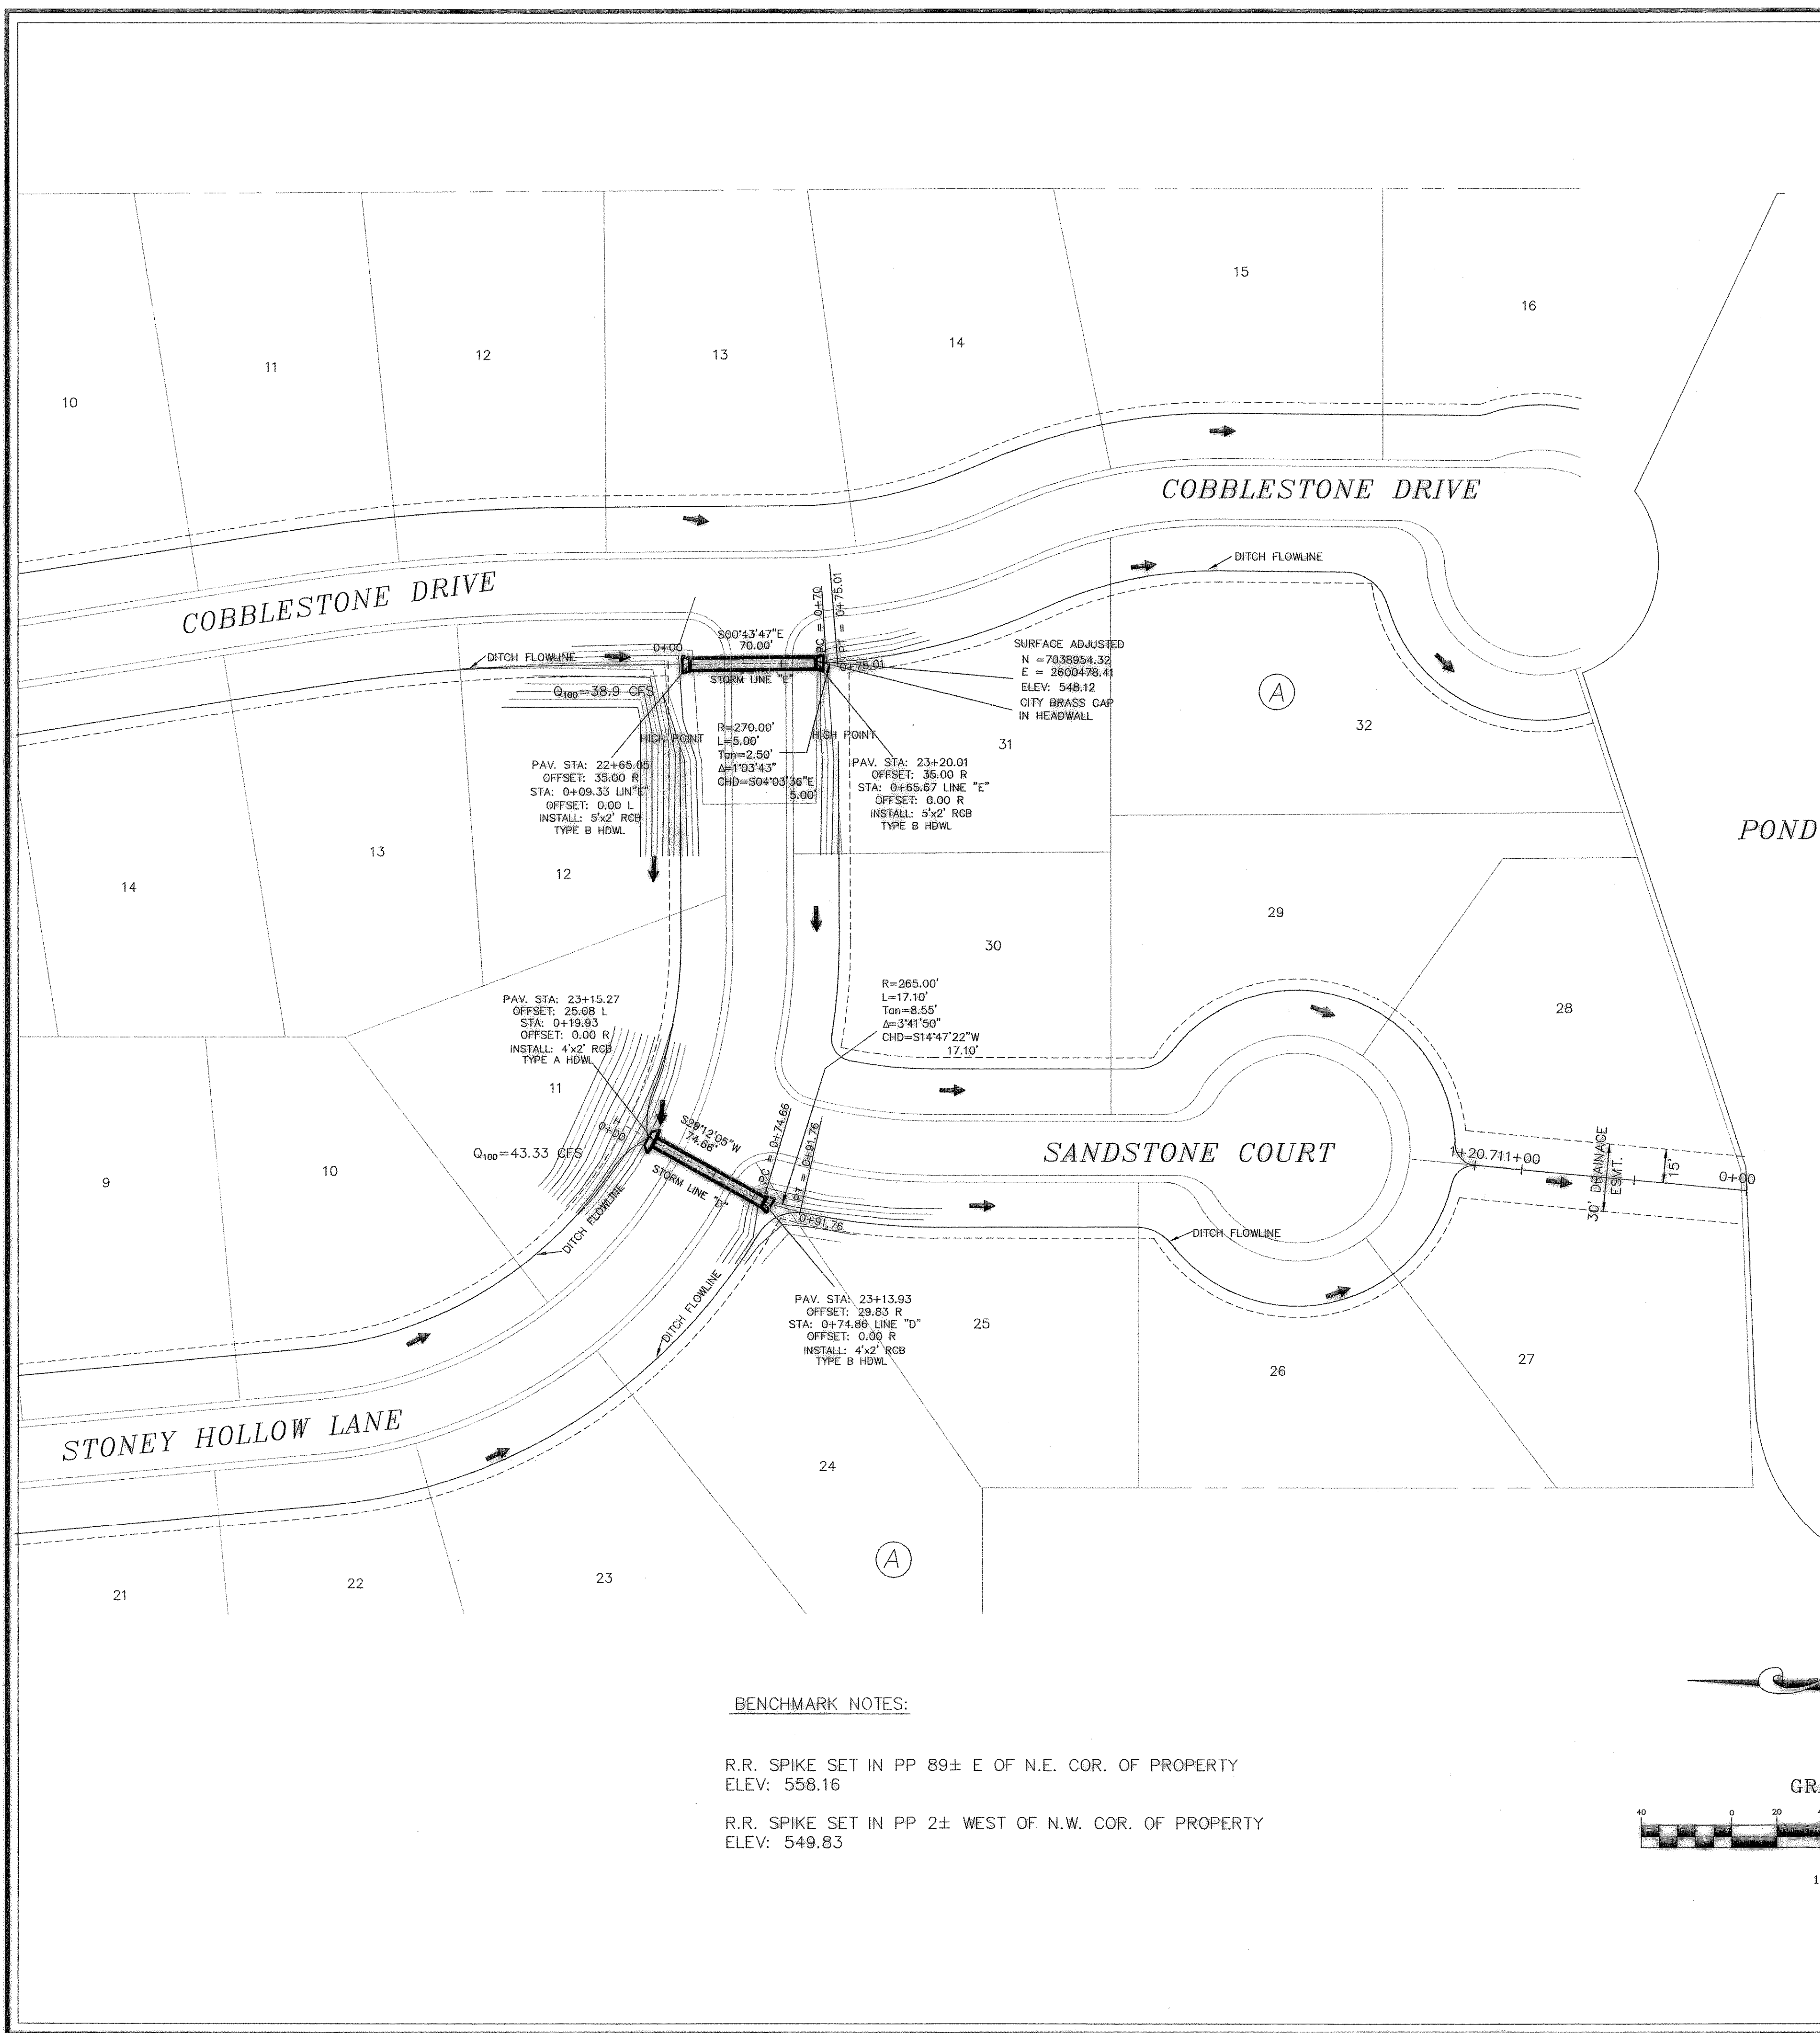 15
16
14
13
12
11
10
COBBLESTONE DRIVE
DITCH FLOWLINE
COBBLESTONE DRIVE
PC = 0+70
PT = 0+75.01
S00°43'47"E
70.00'
0+00
DITCH FLOWLINE
STORM LINE "E"
0+75.01
SURFACE ADJUSTED
N =7038954.32
E = 2600478.41
ELEV: 548.12
CITY BRASS CAP
IN HEADWALL
Q100=38.9 CFS
A
32
31
HIGH POINT
HIGH POINT
R=270.00'
L=5.00'
Tan=2.50'
Δ=1°03'43"
CHD=S04°03'36"E
5.00'
PAV. STA: 22+65.05
OFFSET: 35.00 R
STA: 0+09.33 LIN"E"
OFFSET: 0.00 L
INSTALL: 5'x2' RCB
TYPE B HDWL
PAV. STA: 23+20.01
OFFSET: 35.00 R
STA: 0+65.67 LINE "E"
OFFSET: 0.00 R
INSTALL: 5'x2' RCB
TYPE B HDWL
POND
14
13
12
29
30
28
PAV. STA: 23+15.27
OFFSET: 25.08 L
STA: 0+19.93
OFFSET: 0.00 R
INSTALL: 4'x2' RCB
TYPE A HDWL
R=265.00'
L=17.10'
Tan=8.55'
Δ=3°41'50"
CHD=S14°47'22"W
17.10'
11
0+00
S29°12'05"W
74.66'
STORM LINE "D"
PC = 0+74.66
PT = 0+91.76
0+91.76
Q100=43.33 CFS
9
10
SANDSTONE COURT
1+20.711+00
30' DRAINAGE
ESMT.
15'
0+00
DITCH FLOWLINE
DITCH FLOWLINE
DITCH FLOWLINE
PAV. STA: 23+13.93
OFFSET: 29.83 R
STA: 0+74.86 LINE "D"
OFFSET: 0.00 R
INSTALL: 4'x2' RCB
TYPE B HDWL
25
26
27
STONEY HOLLOW LANE
24
A
21
22
23
BENCHMARK NOTES:
R.R. SPIKE SET IN PP 89± E OF N.E. COR. OF PROPERTY
ELEV: 558.16
R.R. SPIKE SET IN PP 2± WEST OF N.W. COR. OF PROPERTY
ELEV: 549.83
40
0
20
1